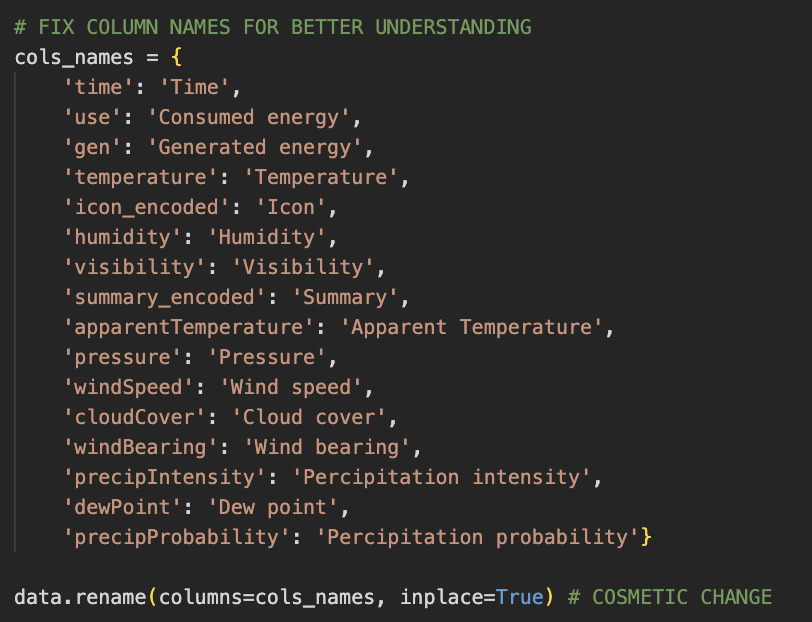 # FIX COLUMN NAMES FOR BETTER UNDERSTANDING
cols_names = {
    'time': 'Time',
    'use': 'Consumed energy',
    'gen': 'Generated energy',
    'temperature': 'Temperature',
    'icon_encoded': 'Icon',
    'humidity': 'Humidity',
    'visibility': 'Visibility',
    'summary_encoded': 'Summary',
    'apparentTemperature': 'Apparent Temperature',
    'pressure': 'Pressure',
    'windSpeed': 'Wind speed',
    'cloudCover': 'Cloud cover',
    'windBearing': 'Wind bearing',
    'precipIntensity': 'Percipitation intensity',
    'dewPoint': 'Dew point',
    'precipProbability': 'Percipitation probability'}

data.rename(columns=cols_names, inplace=True) # COSMETIC CHANGE